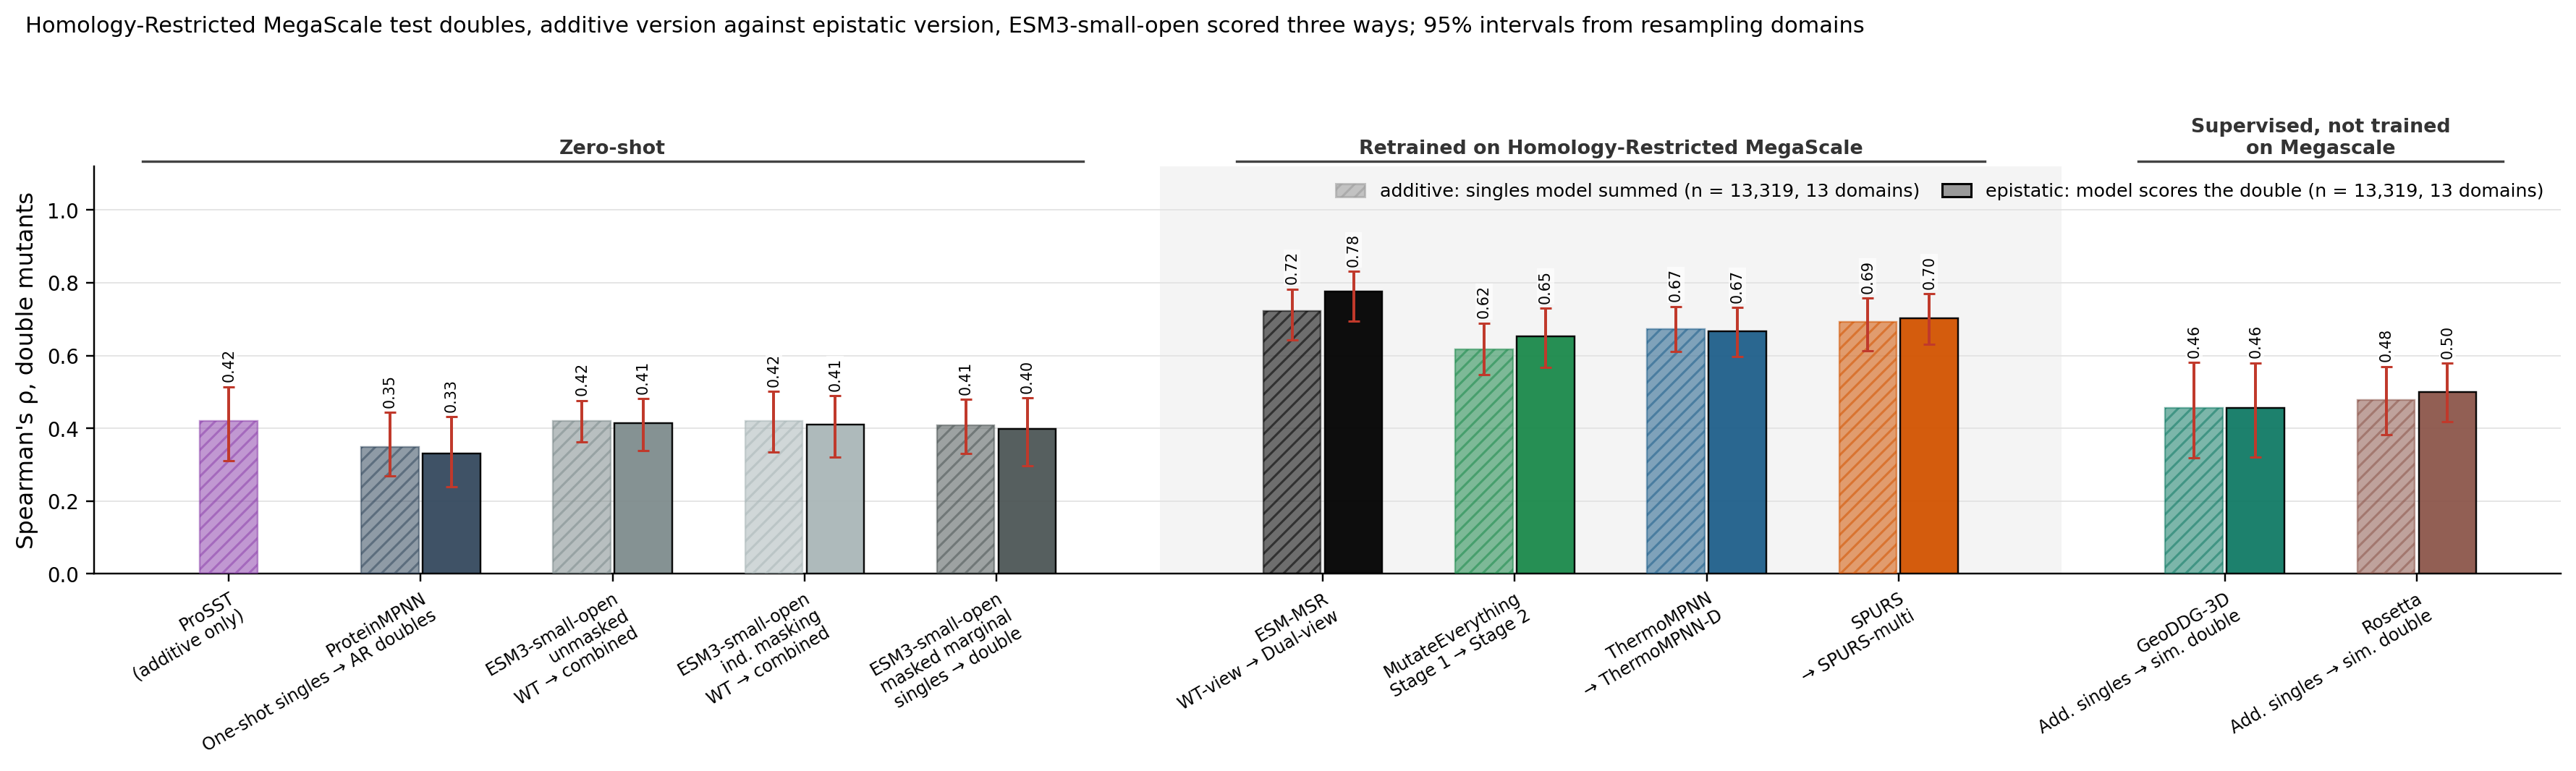 Homology-Restricted MegaScale test doubles, additive version against epistatic version, ESM3-small-open scored three ways; 95% intervals from resampling domains
Zero-shot
Retrained on Homology-Restricted MegaScale
Supervised, not trained
on Megascale
additive: singles model summed (n = 13,319, 13 domains)
epistatic: model scores the double (n = 13,319, 13 domains)
Spearman's ρ, double mutants
1.0
0.8
0.6
0.4
0.2
0.0
0.42
0.35
0.33
0.42
0.41
0.42
0.41
0.41
0.40
0.72
0.78
0.62
0.65
0.67
0.67
0.69
0.70
0.46
0.46
0.48
0.50
ProSST
(additive only)
ProteinMPNN
One-shot singles → AR doubles
ESM3-small-open
unmasked
WT → combined
ESM3-small-open
ind. masking
WT → combined
ESM3-small-open
masked marginal
singles → double
ESM-MSR
WT-view → Dual-view
MutateEverything
Stage 1 → Stage 2
ThermoMPNN
→ ThermoMPNN-D
SPURS
→ SPURS-multi
GeoDDG-3D
Add. singles → sim. double
Rosetta
Add. singles → sim. double